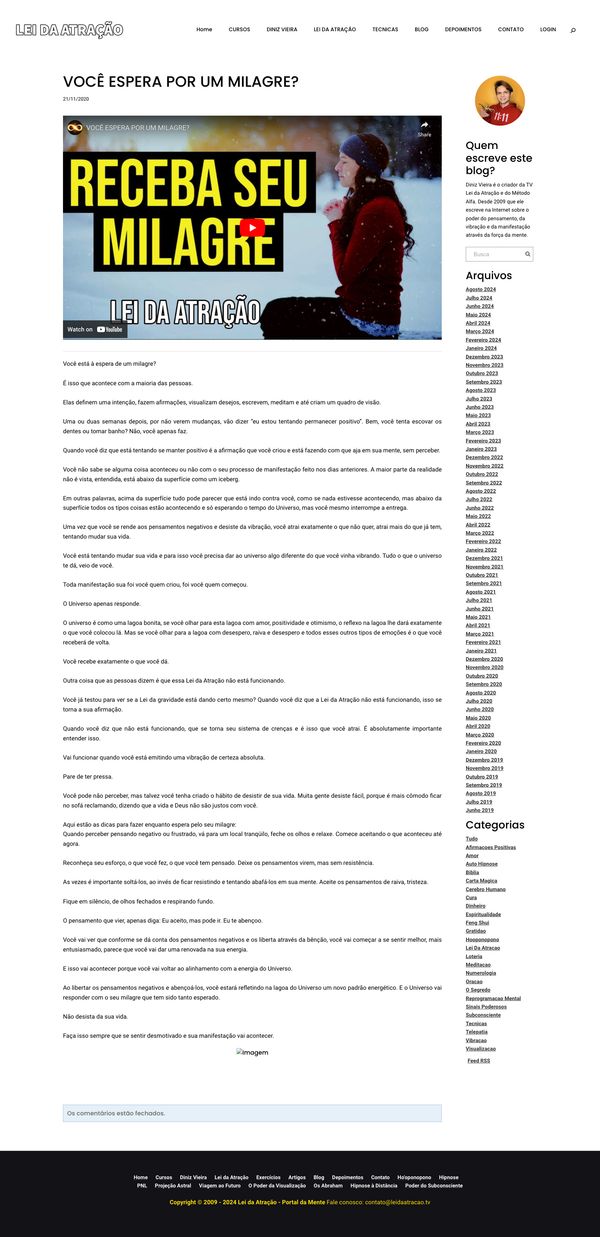 LEI DA ATRAÇÃO
Home CURSOS DINIZ VIEIRA LEI DA ATRAÇÃO TECNICAS BLOG DEPOIMENTOS CONTATO LOGIN
VOCÊ ESPERA POR UM MILAGRE?
21/11/2020
VOCÊ ESPERA POR UM MILAGRE?
Share
RECEBA SEU
MILAGRE
LEI DA ATRAÇÃO
Watch on YouTube
Você está à espera de um milagre?
É isso que acontece com a maioria das pessoas.
Elas definem uma intenção, fazem afirmações, visualizam desejos, escrevem, meditam e até criam um quadro de visão.
Uma ou duas semanas depois, por não verem mudanças, vão dizer "eu estou tentando permanecer positivo". Bem, você tenta escovar os
dentes ou tomar banho? Não, você apenas faz.
Quando você diz que está tentando se manter positivo é a afirmação que você criou e está fazendo com que aja em sua mente, sem perceber.
Você não sabe se alguma coisa aconteceu ou não com o seu processo de manifestação feito nos dias anteriores. A maior parte da realidade
não é vista, entendida, está abaixo da superfície como um iceberg.
Em outras palavras, acima da superfície tudo pode parecer que está indo contra você, como se nada estivesse acontecendo, mas abaixo da
superfície todos os tipos coisas estão acontecendo e só esperando o tempo do Universo, mas você mesmo interrompe a entrega.
Uma vez que você se rende aos pensamentos negativos e desiste da vibração, você atrai exatamente o que não quer, atrai mais do que já tem,
tentando mudar sua vida.
Você está tentando mudar sua vida e para isso você precisa dar ao universo algo diferente do que você vinha vibrando. Tudo o que o universo
te dá, veio de você.
Toda manifestação sua foi você quem criou, foi você quem começou.
O Universo apenas responde.
O universo é como uma lagoa bonita, se você olhar para esta lagoa com amor, positividade e otimismo, o reflexo na lagoa lhe dará exatamente
o que você colocou lá. Mas se você olhar para a lagoa com desespero, raiva e desespero e todos esses outros tipos de emoções é o que você
receberá de volta.
Você recebe exatamente o que você dá.
Outra coisa que as pessoas dizem é que essa Lei da Atração não está funcionando.
Você já testou para ver se a Lei da gravidade está dando certo mesmo? Quando você diz que a Lei da Atração não está funcionando, isso se
torna a sua afirmação.
Quando você diz que não está funcionando, que se torna seu sistema de crenças e é isso que você atrai. É absolutamente importante
entender isso.
Vai funcionar quando você está emitindo uma vibração de certeza absoluta.
Pare de ter pressa.
Você pode não perceber, mas talvez você tenha criado o hábito de desistir de sua vida. Muita gente desiste fácil, porque é mais cômodo ficar
no sofá reclamando, dizendo que a vida e Deus não são justos com você.
Aqui estão as dicas para fazer enquanto espera pelo seu milagre:
Quando perceber pensando negativo ou frustrado, vá para um local tranqüilo, feche os olhos e relaxe. Comece aceitando o que aconteceu até
agora.
Reconheça seu esforço, o que você fez, o que você tem pensado. Deixe os pensamentos virem, mas sem resistência.
As vezes é importante soltá-los, ao invés de ficar resistindo e tentando abafá-los em sua mente. Aceite os pensamentos de raiva, tristeza.
Fique em silêncio, de olhos fechados e respirando fundo.
O pensamento que vier, apenas diga: Eu aceito, mas pode ir. Eu te abençoo.
Você vai ver que conforme se dá conta dos pensamentos negativos e os liberta através da bênção, você vai começar a se sentir melhor, mais
entusiasmado, parece que você vai dar uma renovada na sua energia.
E isso vai acontecer porque você vai voltar ao alinhamento com a energia do Universo.
Ao libertar os pensamentos negativos e abençoá-los, você estará refletindo na lagoa do Universo um novo padrão energético. E o Universo vai
responder com o seu milagre que tem sido tanto esperado.
Não desista da sua vida.
Faça isso sempre que se sentir desmotivado e sua manifestação vai acontecer.
Imagem
Os comentários estão fechados.
11:11
Quem
escreve este
blog?
Diniz Vieira é o criador da TV
Lei da Atração e do Método
Alfa. Desde 2009 que ele
escreve na Internet sobre o
poder do pensamento, da
vibração e da manifestação
através da força da mente.
Busca
Arquivos
Agosto 2024
Julho 2024
Junho 2024
Maio 2024
Abril 2024
Março 2024
Fevereiro 2024
Janeiro 2024
Dezembro 2023
Novembro 2023
Outubro 2023
Setembro 2023
Agosto 2023
Julho 2023
Junho 2023
Maio 2023
Abril 2023
Março 2023
Fevereiro 2023
Janeiro 2023
Dezembro 2022
Novembro 2022
Outubro 2022
Setembro 2022
Agosto 2022
Julho 2022
Junho 2022
Maio 2022
Abril 2022
Março 2022
Fevereiro 2022
Janeiro 2022
Dezembro 2021
Novembro 2021
Outubro 2021
Setembro 2021
Agosto 2021
Julho 2021
Junho 2021
Maio 2021
Abril 2021
Março 2021
Fevereiro 2021
Janeiro 2021
Dezembro 2020
Novembro 2020
Outubro 2020
Setembro 2020
Agosto 2020
Julho 2020
Junho 2020
Maio 2020
Abril 2020
Março 2020
Fevereiro 2020
Janeiro 2020
Dezembro 2019
Novembro 2019
Outubro 2019
Setembro 2019
Agosto 2019
Julho 2019
Junho 2019
Categorias
Tudo
Afirmacoes Positivas
Amor
Auto Hipnose
Biblia
Carta Magica
Cerebro Humano
Cura
Dinheiro
Espiritualidade
Feng Shui
Gratidao
Hooponopono
Lei Da Atracao
Loteria
Meditacao
Numerologia
Oracao
O Segredo
Reprogramacao Mental
Sinais Poderosos
Subconsciente
Tecnicas
Telepatia
Vibracao
Visualizacao
Feed RSS
Home Cursos Diniz Vieira Lei da Atração Exercícios Artigos Blog Depoimentos Contato Ho'oponopono Hipnose
PNL Projeção Astral Viagem ao Futuro O Poder da Visualização Os Abraham Hipnose à Distância Poder do Subconsciente
Copyright © 2009 - 2024 Lei da Atração - Portal da Mente Fale conosco: contato@leidaatracao.tv